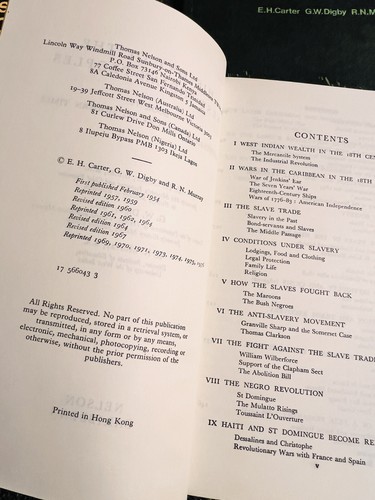 E.H.Carter G.W.Digby R.N.M
Thomas Nelson and Sons Ltd
Lincoln Way Windmill Road Sunbury-on-Thames
P.O. Box 73146 Nairobi Kenya
77 Coffee Street San Fernando Trinidad
8A Caledonia Avenue Kingston 5 Jamaica
Thomas Nelson (Australia) Ltd
19-39 Jeffcott Street West Melbourne Victoria 3003
Thomas Nelson and Sons (Canada) Ltd
81 Curlew Drive Don Mills Ontario
Thomas Nelson (Nigeria) Ltd
8 Ilupeju Bypass PMB 1303 Ikeja Lagos
© E. H. Carter, G. W. Digby and R. N. Murray
First published February 1954
Reprinted 1957, 1959
Revised edition 1960
Reprinted 1961, 1962, 1964
Revised edition 1964
Revised edition 1967
Reprinted 1969, 1970, 1971, 1973, 1974, 1975,
17 566043 3
All Rights Reserved. No part of this publication
may be reproduced, stored in a retrieval system, or
transmitted, in any form or by any means,
electronic, mechanical, photocopying, recording or
otherwise, without the prior permission of the
publishers.
Printed in Hong Kong
CONTENTS
I WEST INDIAN WEALTH IN THE 18TH CEN
The Mercantile System
The Industrial Revolution
II WARS IN THE CARIBBEAN IN THE 18TH
War of Jenkins' Ear
The Seven Years' War
Eighteenth-Century Ships
Wars of 1776-83 : American Independence
III THE SLAVE TRADE
Slavery in the Past
Bond-servants and Slaves
The Middle Passage
IV CONDITIONS UNDER SLAVERY
Lodgings, Food and Clothing
Legal Protection
Family Life
Religion
V HOW THE SLAVES FOUGHT BACK
The Maroons
The Bush Negroes
VI THE ANTI-SLAVERY MOVEMENT
Granville Sharp and the Somerset Case
Thomas Clarkson
VII THE FIGHT AGAINST THE SLAVE TRADE
William Wilberforce
Support of the Clapham Sect
The Abolition Bill
VIII THE NEGRO REVOLUTION
St Domingue
The Mulatto Risings
Toussaint L'Ouverture
IX HAITI AND ST DOMINGUE BECOME RE
Dessalines and Christophe
Revolutionary Wars with France and Spain
v